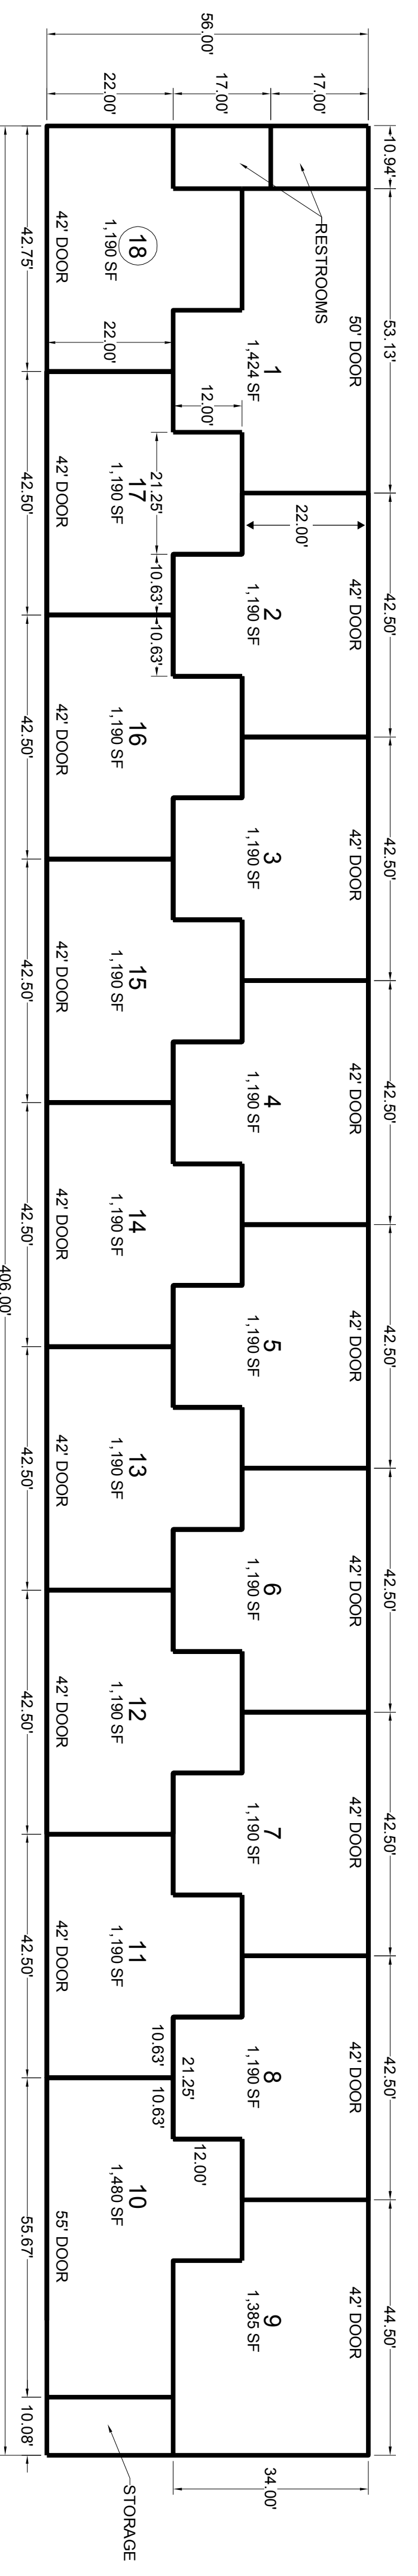 56.00'
22.00'
17.00'
17.00'
10.94'
53.13'
42.50'
42.50'
42.50'
42.50'
42.50'
42.50'
42.50'
44.50'
RESTROOMS
50' DOOR
42' DOOR
42' DOOR
42' DOOR
42' DOOR
42' DOOR
42' DOOR
42' DOOR
42' DOOR
1
1,424 SF
12.00'
22.00'
2
1,190 SF
3
1,190 SF
4
1,190 SF
5
1,190 SF
6
1,190 SF
7
1,190 SF
8
1,190 SF
9
1,385 SF
34.00'
18
1,190 SF
22.00'
17
1,190 SF
21.25'
10.63'
10.63'
16
1,190 SF
15
1,190 SF
14
1,190 SF
13
1,190 SF
12
1,190 SF
11
1,190 SF
10.63'
21.25'
10.63'
12.00'
10
1,480 SF
42' DOOR
42' DOOR
42' DOOR
42' DOOR
42' DOOR
42' DOOR
42' DOOR
42' DOOR
55' DOOR
STORAGE
42.75'
42.50'
42.50'
42.50'
42.50'
42.50'
42.50'
42.50'
55.67'
10.08'
406.00'